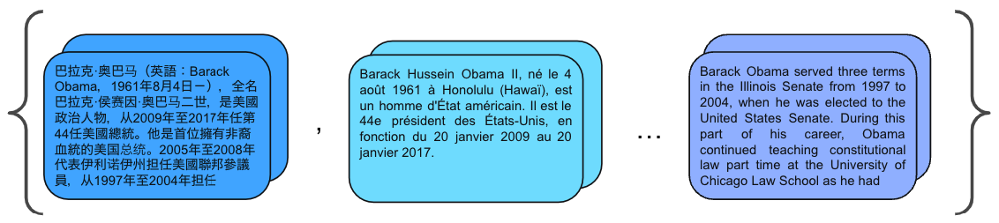 巴拉克·奥巴马（英語：Barack
Obama，1961年8月4日－），全名
巴拉克·侯赛因·奥巴马二世，是美國
政治人物，从2009年至2017年任第
44任美國總統。他是首位擁有非裔
血統的美国总统。2005年至2008年
代表伊利诺伊州担任美國聯邦參議
員，从1997年至2004年担任
,
Barack Hussein Obama II, né le 4
août 1961 à Honolulu (Hawaï), est
un homme d'État américain. Il est le
44e président des États-Unis, en
fonction du 20 janvier 2009 au 20
janvier 2017.
...
Barack Obama served three terms
in the Illinois Senate from 1997 to
2004, when he was elected to the
United States Senate. During this
part of his career, Obama
continued teaching constitutional
law part time at the University of
Chicago Law School as he had